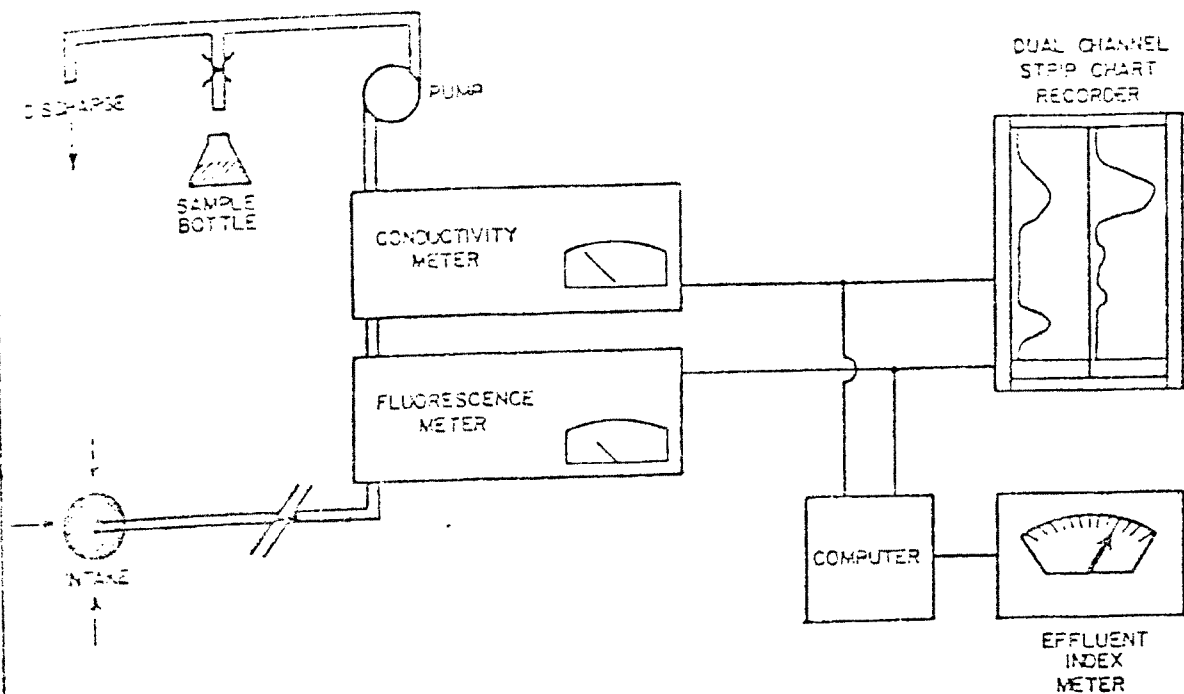 DUAL CHANNEL
STRIP CHART
RECORDER
DISCHARGE
PUMP
SAMPLE
BOTTLE
CONDUCTIVITY
METER
FLUORESCENCE
METER
INTAKE
COMPUTER
EFFLUENT
INDEX
METER